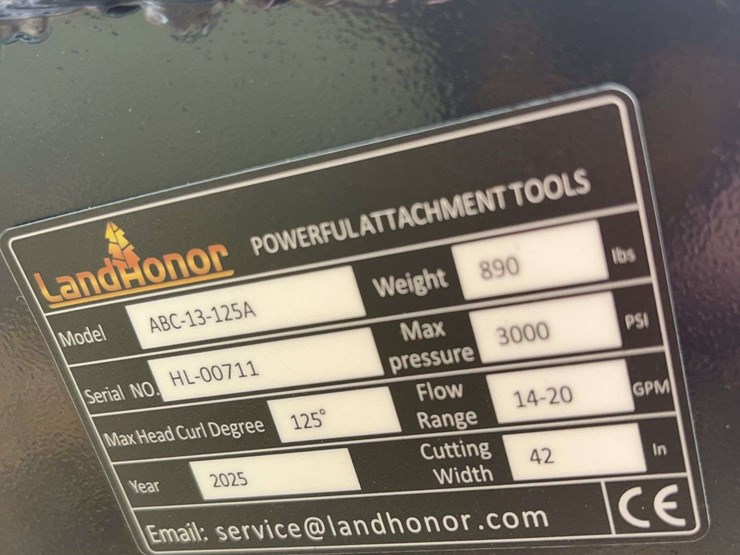 LandHonor POWERFUL ATTACHMENT TOOLS
Model ABC-13-125A Weight 890 lbs
Serial NO. HL-00711 Max pressure 3000 PSI
Max Head Curl Degree 125° Flow Range 14-20 GPM
Year 2025 Cutting Width 42 In
Email: service@landhonor.com CE